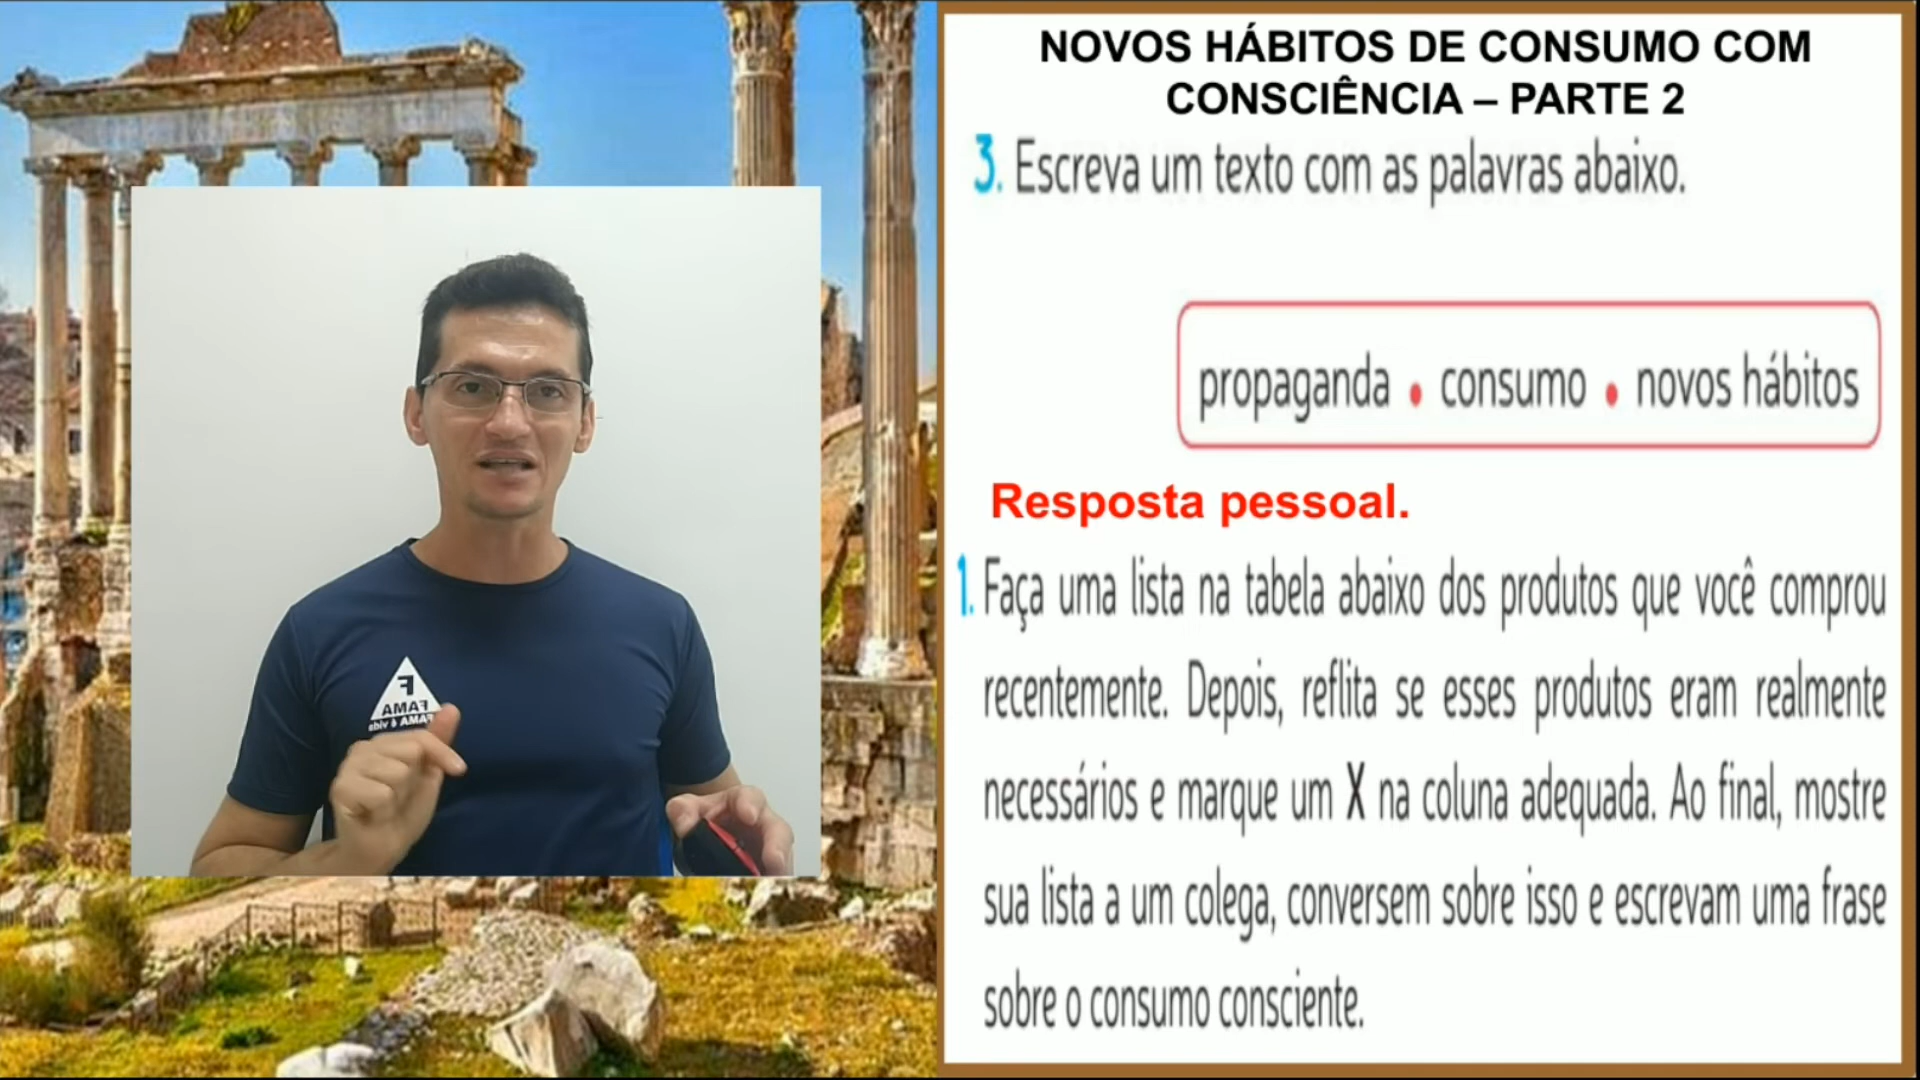 NOVOS HÁBITOS DE CONSUMO COM
CONSCIÊNCIA – PARTE 2
3. Escreva um texto com as palavras abaixo.
propaganda • consumo • novos hábitos
Resposta pessoal.
1. Faça uma lista na tabela abaixo dos produtos que você comprou
recentemente. Depois, reflita se esses produtos eram realmente
necessários e marque um X na coluna adequada. Ao final, mostre
sua lista a um colega, conversem sobre isso e escrevam uma frase
sobre o consumo consciente.
F
FAMA
FAMA é vida